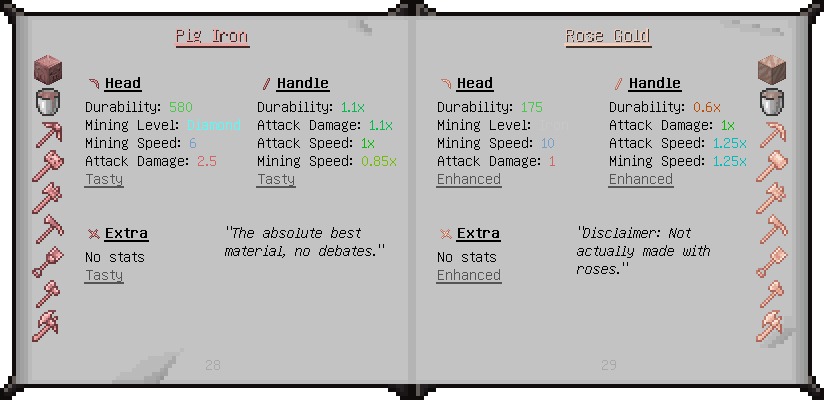 Pig Iron
Head
Durability: 580
Mining Level: Diamond
Mining Speed: 6
Attack Damage: 2.5
Tasty
Handle
Durability: 1.1x
Attack Damage: 1.1x
Attack Speed: 1x
Mining Speed: 0.85x
Tasty
Extra
No stats
Tasty
"The absolute best
material, no debates."
28
Rose Gold
Head
Durability: 175
Mining Level: Iron
Mining Speed: 10
Attack Damage: 1
Enhanced
Handle
Durability: 0.6x
Attack Damage: 1x
Attack Speed: 1.25x
Mining Speed: 1.25x
Enhanced
Extra
No stats
Enhanced
"Disclaimer: Not
actually made with
roses."
29